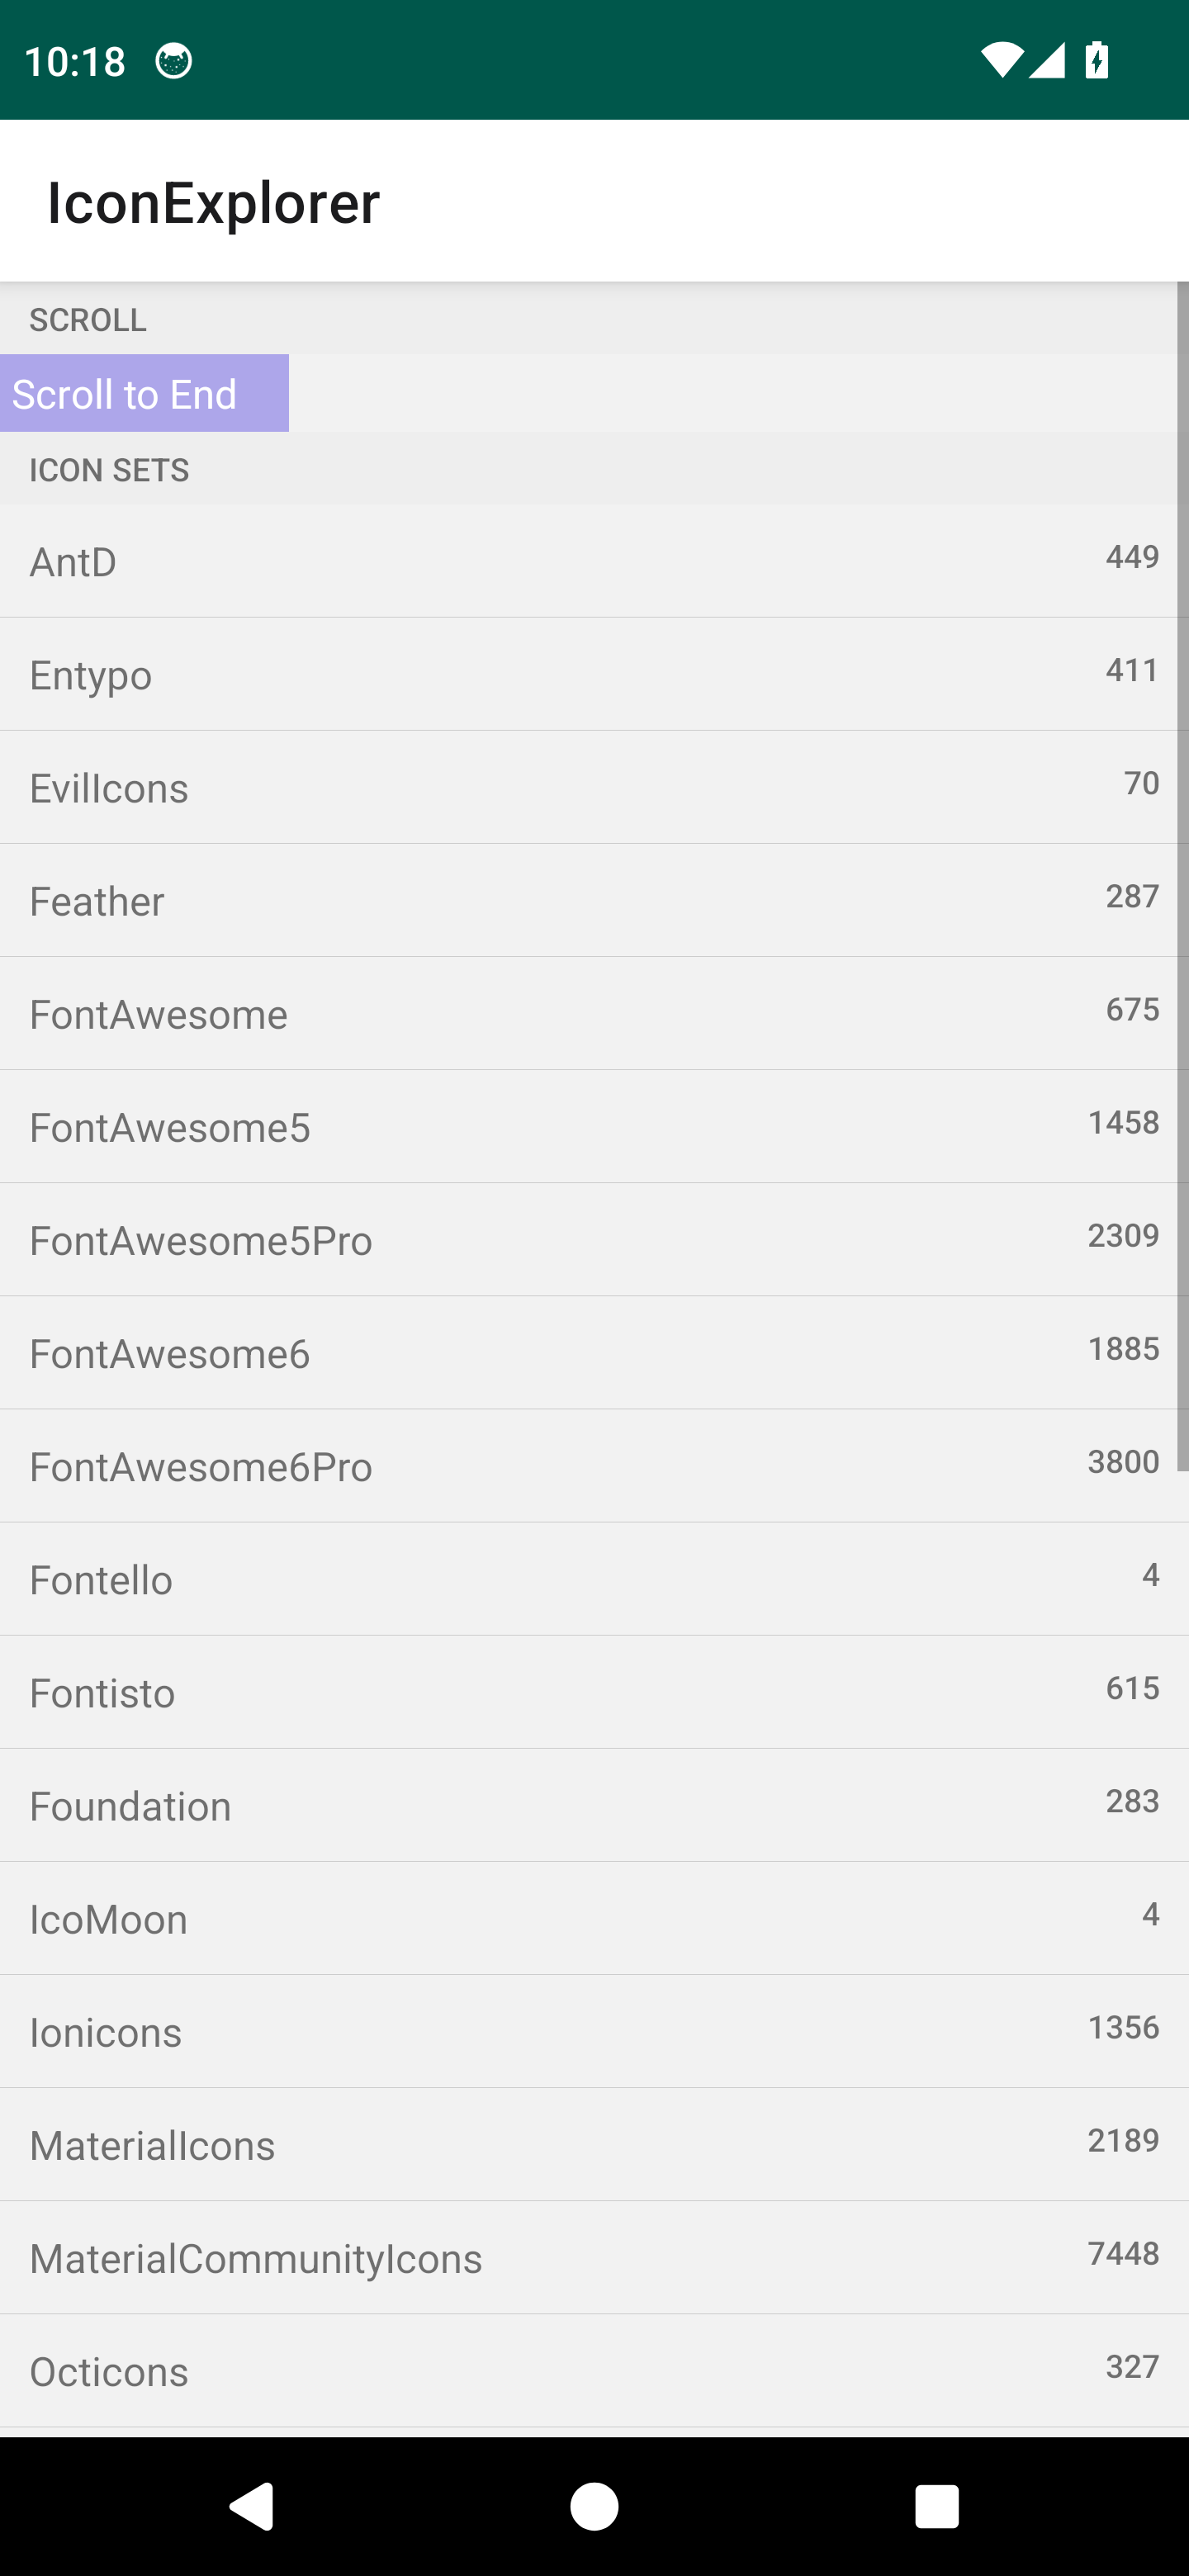 10:18
IconExplorer
SCROLL
Scroll to End
ICON SETS
AntD 449
Entypo 411
EvilIcons 70
Feather 287
FontAwesome 675
FontAwesome5 1458
FontAwesome5Pro 2309
FontAwesome6 1885
FontAwesome6Pro 3800
Fontello 4
Fontisto 615
Foundation 283
IcoMoon 4
Ionicons 1356
MaterialIcons 2189
MaterialCommunityIcons 7448
Octicons 327